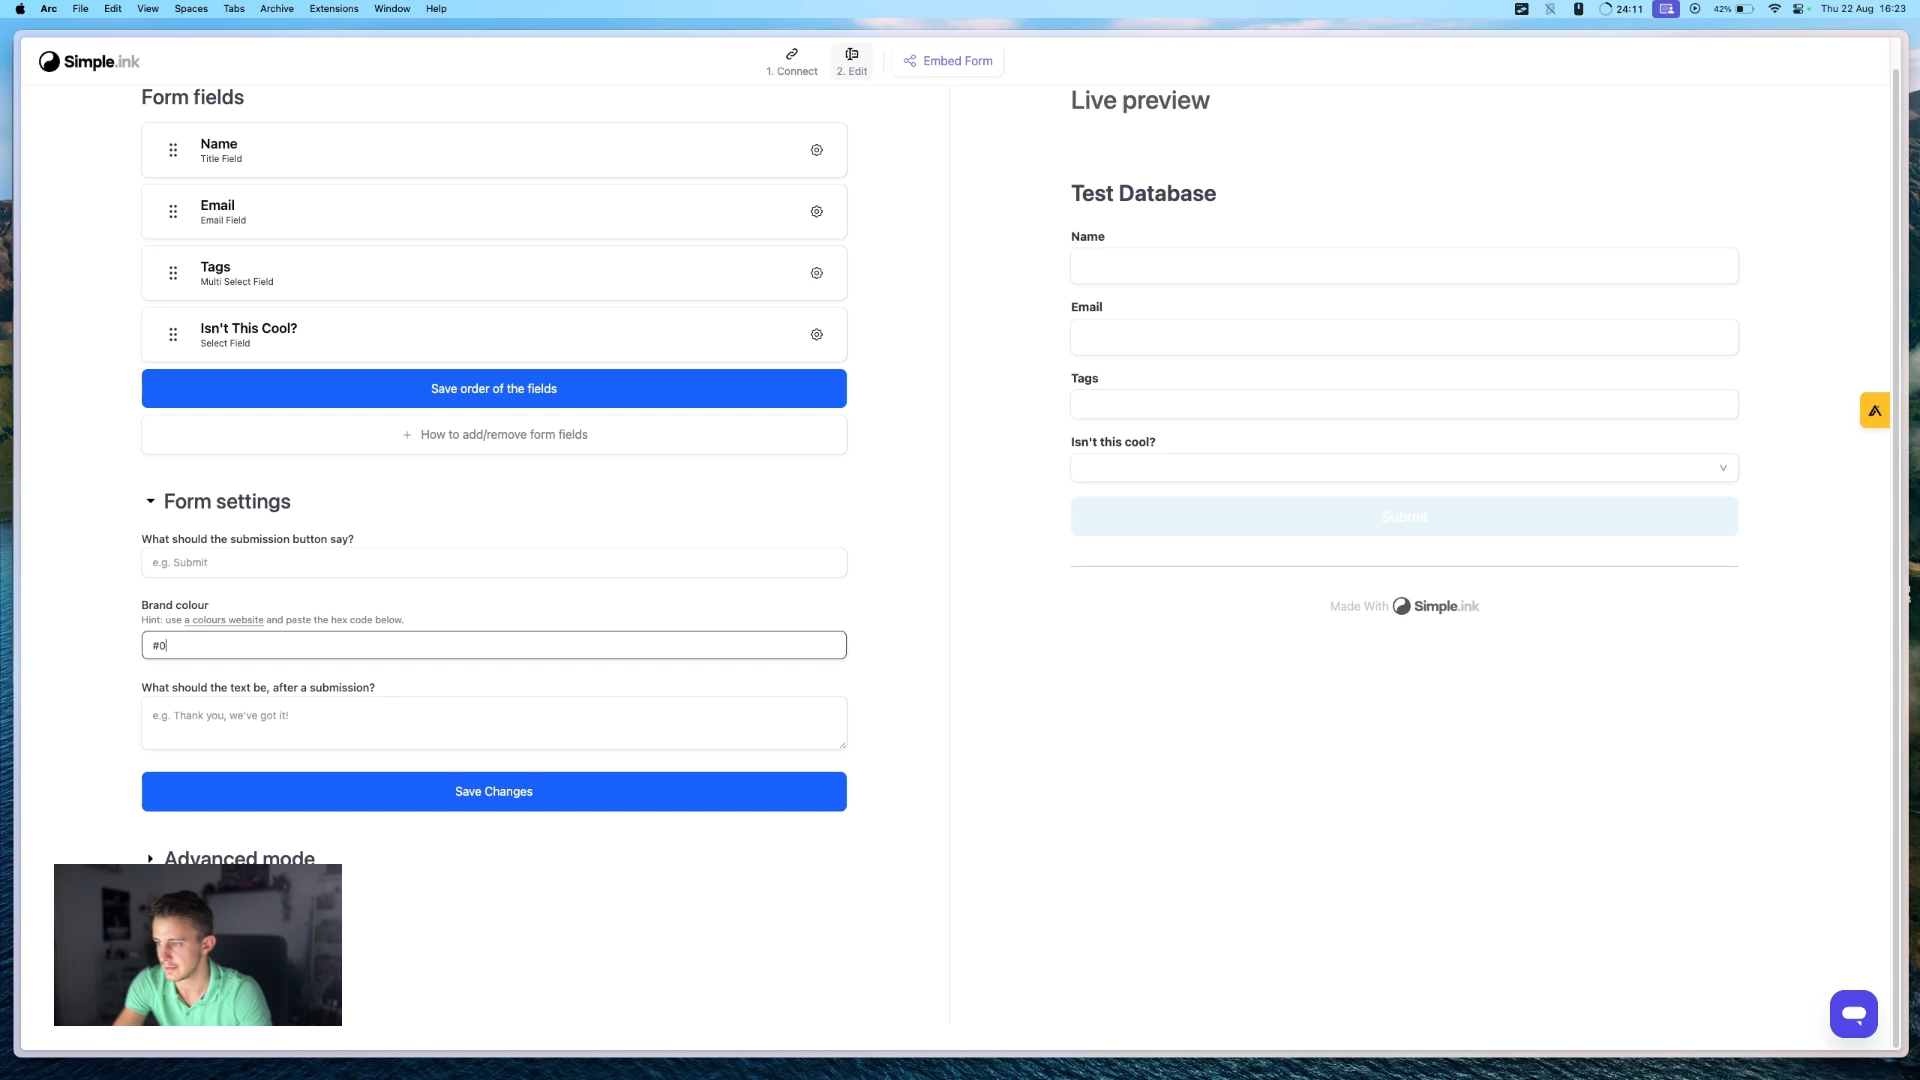 Arc File Edit View Spaces Tabs Archive Extensions Window Help
24:11 42% Thu 22 Aug 16:23
Simple.ink
1. Connect
2. Edit
Embed Form
Form fields
Name
Title Field
Email
Email Field
Tags
Multi Select Field
Isn't This Cool?
Select Field
Save order of the fields
+ How to add/remove form fields
Form settings
What should the submission button say?
e.g. Submit
Brand colour
Hint: use a colours website and paste the hex code below.
#0
What should the text be, after a submission?
e.g. Thank you, we've got it!
Save Changes
Advanced mode
Live preview
Test Database
Name
Email
Tags
Isn't this cool?
Submit
Made With Simple.ink